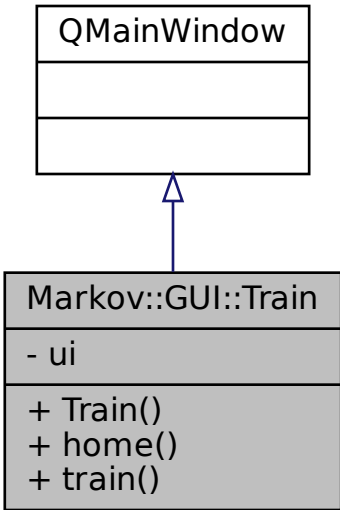 QMainWindow
Markov::GUI::Train
- ui
+ Train()
+ home()
+ train()